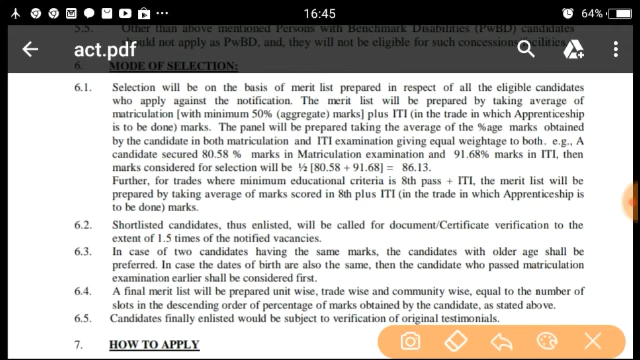 16:45
64%
act.pdf
5.5. Other than above mentioned Persons with Benchmark Disabilities (PwBD) candidates
should not apply as PwBD, and, they will not be eligible for such concessions/facilities.
6. MODE OF SELECTION:
6.1. Selection will be on the basis of merit list prepared in respect of all the eligible candidates
who apply against the notification. The merit list will be prepared by taking average of
matriculation [with minimum 50% (aggregate) marks] plus ITI (in the trade in which Apprenticeship
is to be done) marks. The panel will be prepared taking the average of the %age marks obtained
by the candidate in both matriculation and ITI examination giving equal weightage to both. e.g., A
candidate secured 80.58 % marks in Matriculation examination and 91.68% marks in ITI, then
marks considered for selection will be ½ [80.58 + 91.68] = 86.13.
Further, for trades where minimum educational criteria is 8th pass + ITI, the merit list will be
prepared by taking average of marks scored in 8th plus ITI (in the trade in which Apprenticeship is
to be done) marks.
6.2. Shortlisted candidates, thus enlisted, will be called for document/Certificate verification to the
extent of 1.5 times of the notified vacancies.
6.3. In case of two candidates having the same marks, the candidates with older age shall be
preferred. In case the dates of birth are also the same, then the candidate who passed matriculation
examination earlier shall be considered first.
6.4. A final merit list will be prepared unit wise, trade wise and community wise, equal to the number of
slots in the descending order of percentage of marks obtained by the candidate, as stated above.
6.5. Candidates finally enlisted would be subject to verification of original testimonials.
7. HOW TO APPLY